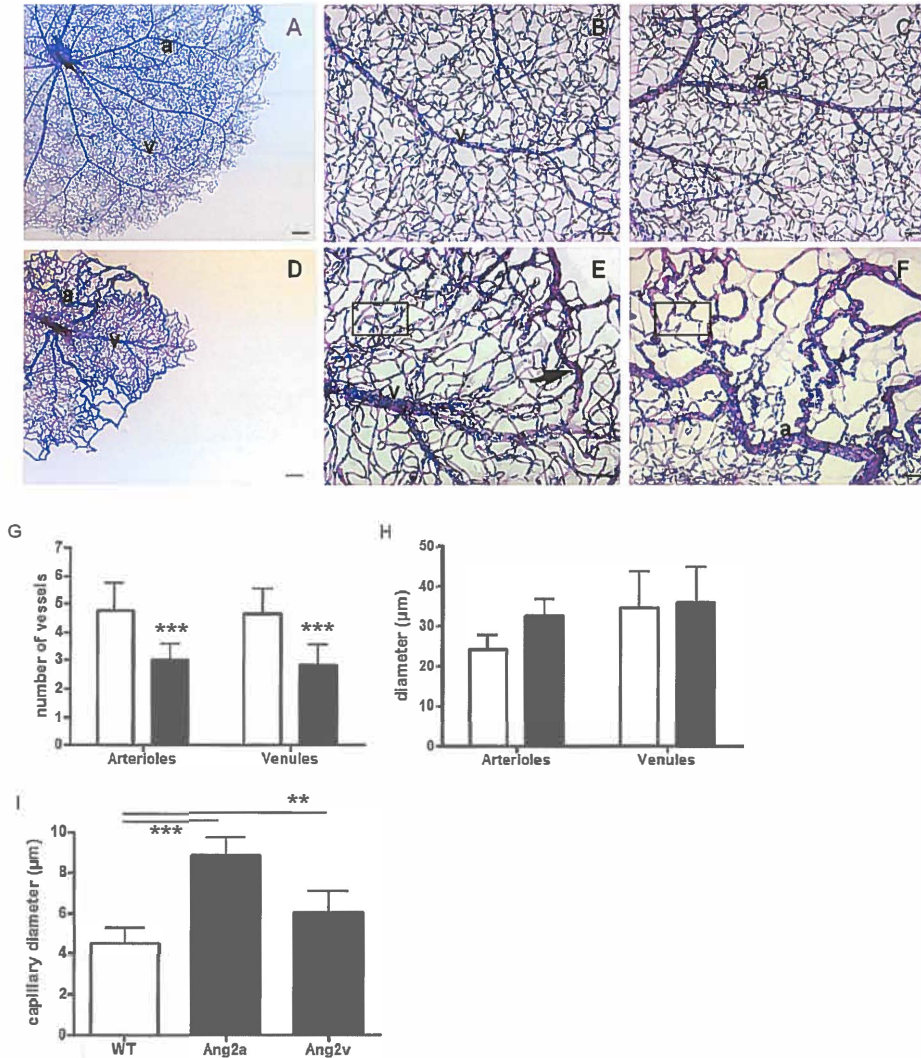 A
a
v
B
v
C
a
D
a
v
E
v
F
a
G
number of vessels
7
6
5
4
3
2
1
0
***
***
Arterioles
Venules
H
diameter (µm)
50
40
30
20
10
0
Arterioles
Venules
I
capillary diameter (µm)
10
8
6
4
2
0
***
**
WT
Ang2a
Ang2v